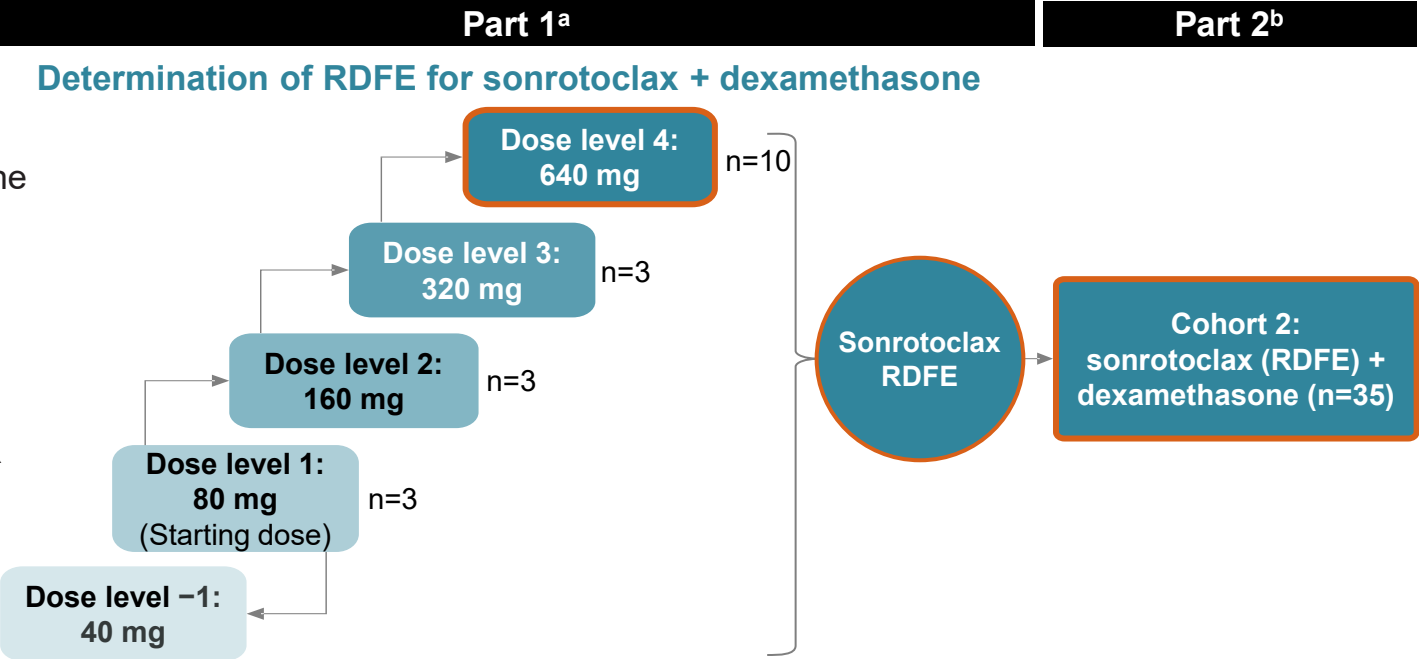 Part 1ᵃ
Part 2ᵇ
Determination of RDFE for sonrotoclax + dexamethasone
Dose level 4:
640 mg
n=10
ne
Dose level 3:
320 mg
n=3
Dose level 2:
160 mg
n=3
Dose level 1:
80 mg
(Starting dose)
n=3
Dose level −1:
40 mg
Sonrotoclax
RDFE
Cohort 2:
sonrotoclax (RDFE) +
dexamethasone (n=35)